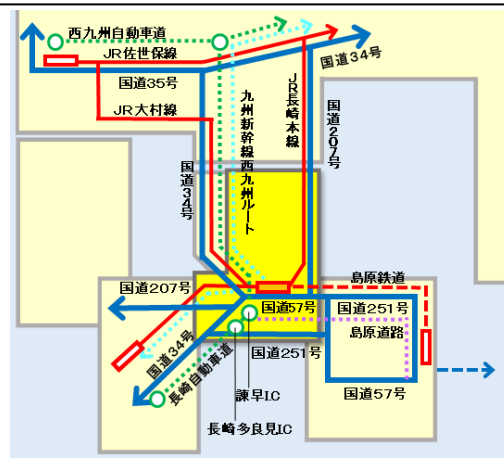 西九州自動車道
JR佐世保線
国道35号
国道34号
JR大村線
九州新幹線西九州ルート
JR長崎本線
国道207号
国道34号
島原鉄道
国道207号
国道57号
国道251号
国道34号
島原道路
長崎自動車道
国道251号
諫早I.C
国道57号
長崎多良見IC